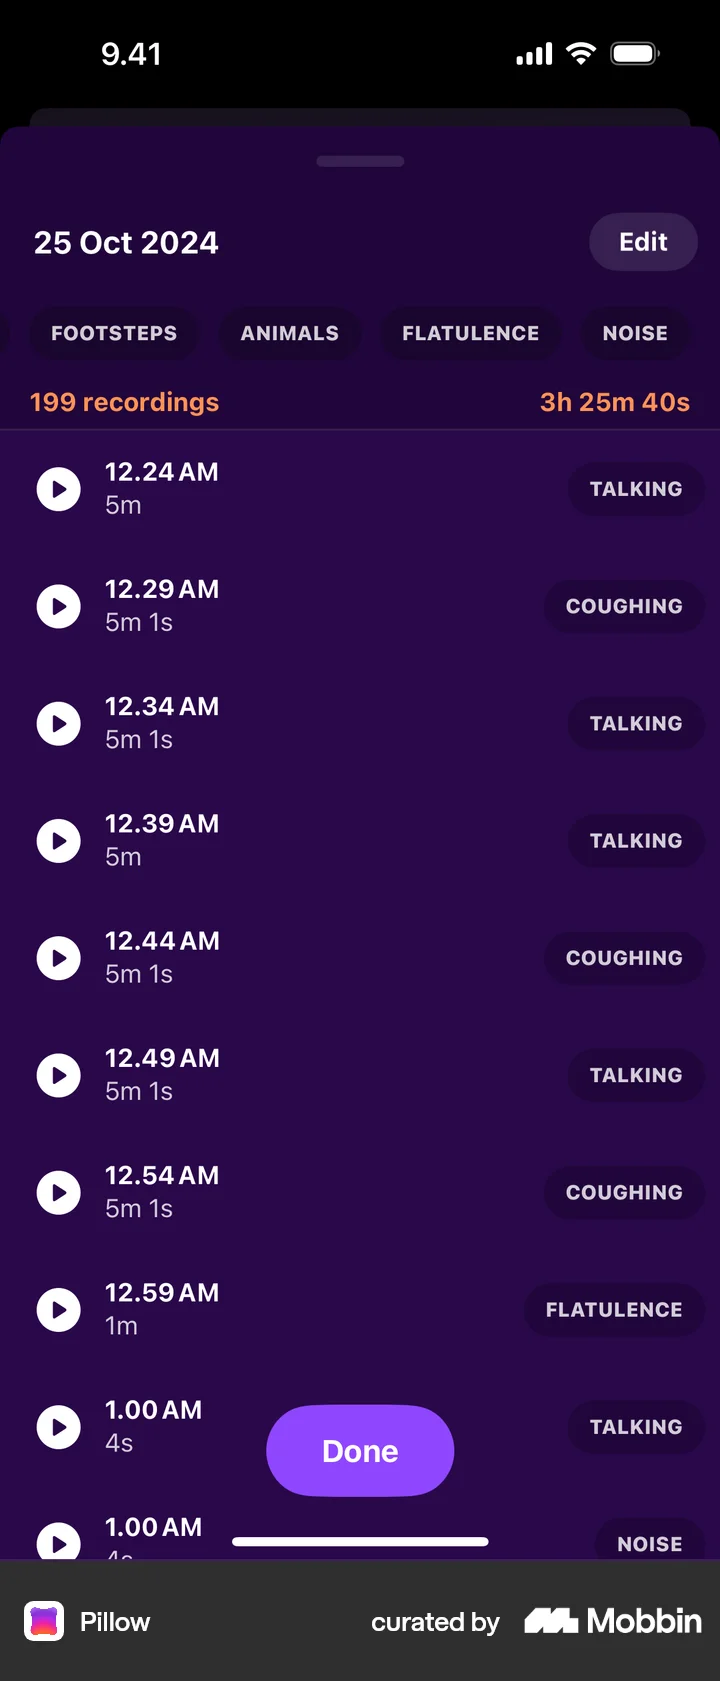 9.41
25 Oct 2024
Edit
FOOTSTEPS ANIMALS FLATULENCE NOISE
199 recordings 3h 25m 40s
12.24 AM
5m
TALKING
12.29 AM
5m 1s
COUGHING
12.34 AM
5m 1s
TALKING
12.39 AM
5m
TALKING
12.44 AM
5m 1s
COUGHING
12.49 AM
5m 1s
TALKING
12.54 AM
5m 1s
COUGHING
12.59 AM
1m
FLATULENCE
1.00 AM
4s
TALKING
Done
1.00 AM
4s
NOISE
Pillow
curated by Mobbin